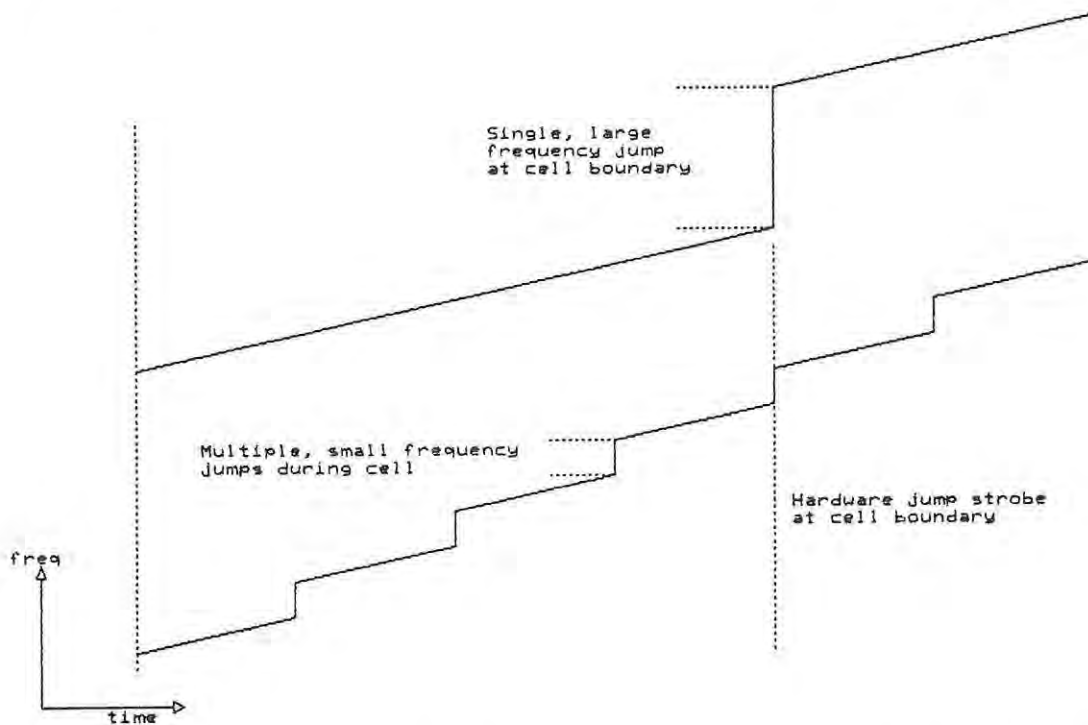 Single, large
frequency jump
at cell boundary
Multiple, small frequency
jumps during cell
Hardware jump strobe
at cell boundary
freq
time